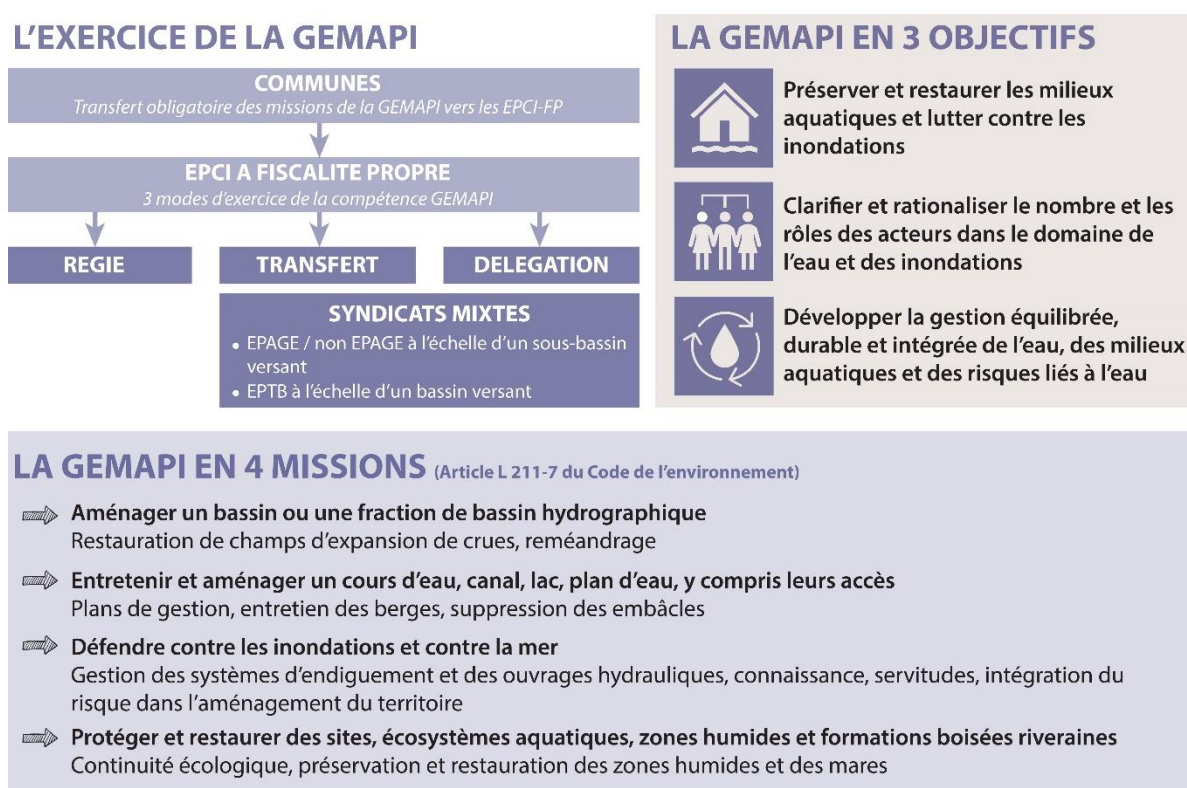 L'EXERCICE DE LA GEMAPI
COMMUNES
Transfert obligatoire des missions de la GEMAPI vers les EPCI-FP
EPCI A FISCALITE PROPRE
3 modes d'exercice de la compétence GEMAPI
REGIE
TRANSFERT
DELEGATION
SYNDICATS MIXTES
• EPAGE / non EPAGE à l'échelle d'un sous-bassin
versant
• EPTB à l'échelle d'un bassin versant
LA GEMAPI EN 3 OBJECTIFS
Préserver et restaurer les milieux
aquatiques et lutter contre les
inondations
Clarifier et rationaliser le nombre et les
rôles des acteurs dans le domaine de
l'eau et des inondations
Développer la gestion équilibrée,
durable et intégrée de l'eau, des milieux
aquatiques et des risques liés à l'eau
LA GEMAPI EN 4 MISSIONS (Article L 211-7 du Code de l'environnement)
Aménager un bassin ou une fraction de bassin hydrographique
Restauration de champs d'expansion de crues, reméandrage
Entretenir et aménager un cours d'eau, canal, lac, plan d'eau, y compris leurs accès
Plans de gestion, entretien des berges, suppression des embâcles
Défendre contre les inondations et contre la mer
Gestion des systèmes d'endiguement et des ouvrages hydrauliques, connaissance, servitudes, intégration du
risque dans l'aménagement du territoire
Protéger et restaurer des sites, écosystèmes aquatiques, zones humides et formations boisées riveraines
Continuité écologique, préservation et restauration des zones humides et des mares